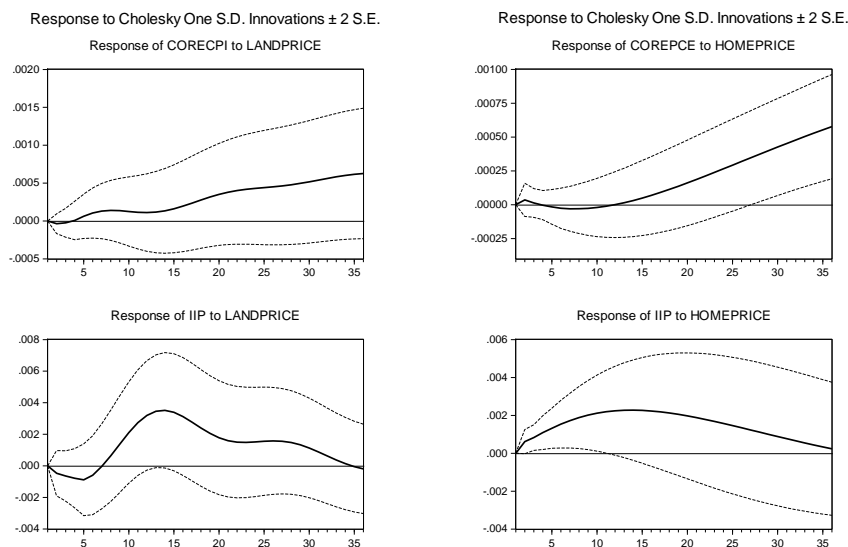 Response to Cholesky One S.D. Innovations ± 2 S.E.
Response of CORECPI to LANDPRICE
.0020
.0015
.0010
.0005
.0000
-.0005
5 10 15 20 25 30 35
Response of IIP to LANDPRICE
.008
.006
.004
.002
.000
-.002
-.004
5 10 15 20 25 30 35
Response to Cholesky One S.D. Innovations ± 2 S.E.
Response of COREPCE to HOMEPRICE
.00100
.00075
.00050
.00025
.00000
-.00025
5 10 15 20 25 30 35
Response of IIP to HOMEPRICE
.006
.004
.002
.000
-.002
-.004
5 10 15 20 25 30 35